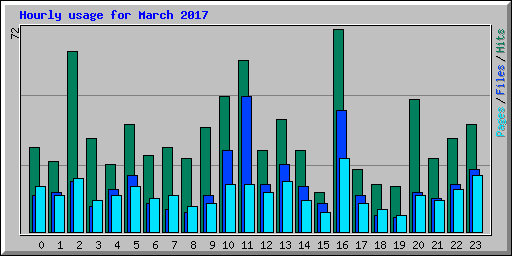 Hourly usage for March 2017
72
Pages / Files / Hits
0 1 2 3 4 5 6 7 8 9 10 11 12 13 14 15 16 17 18 19 20 21 22 23